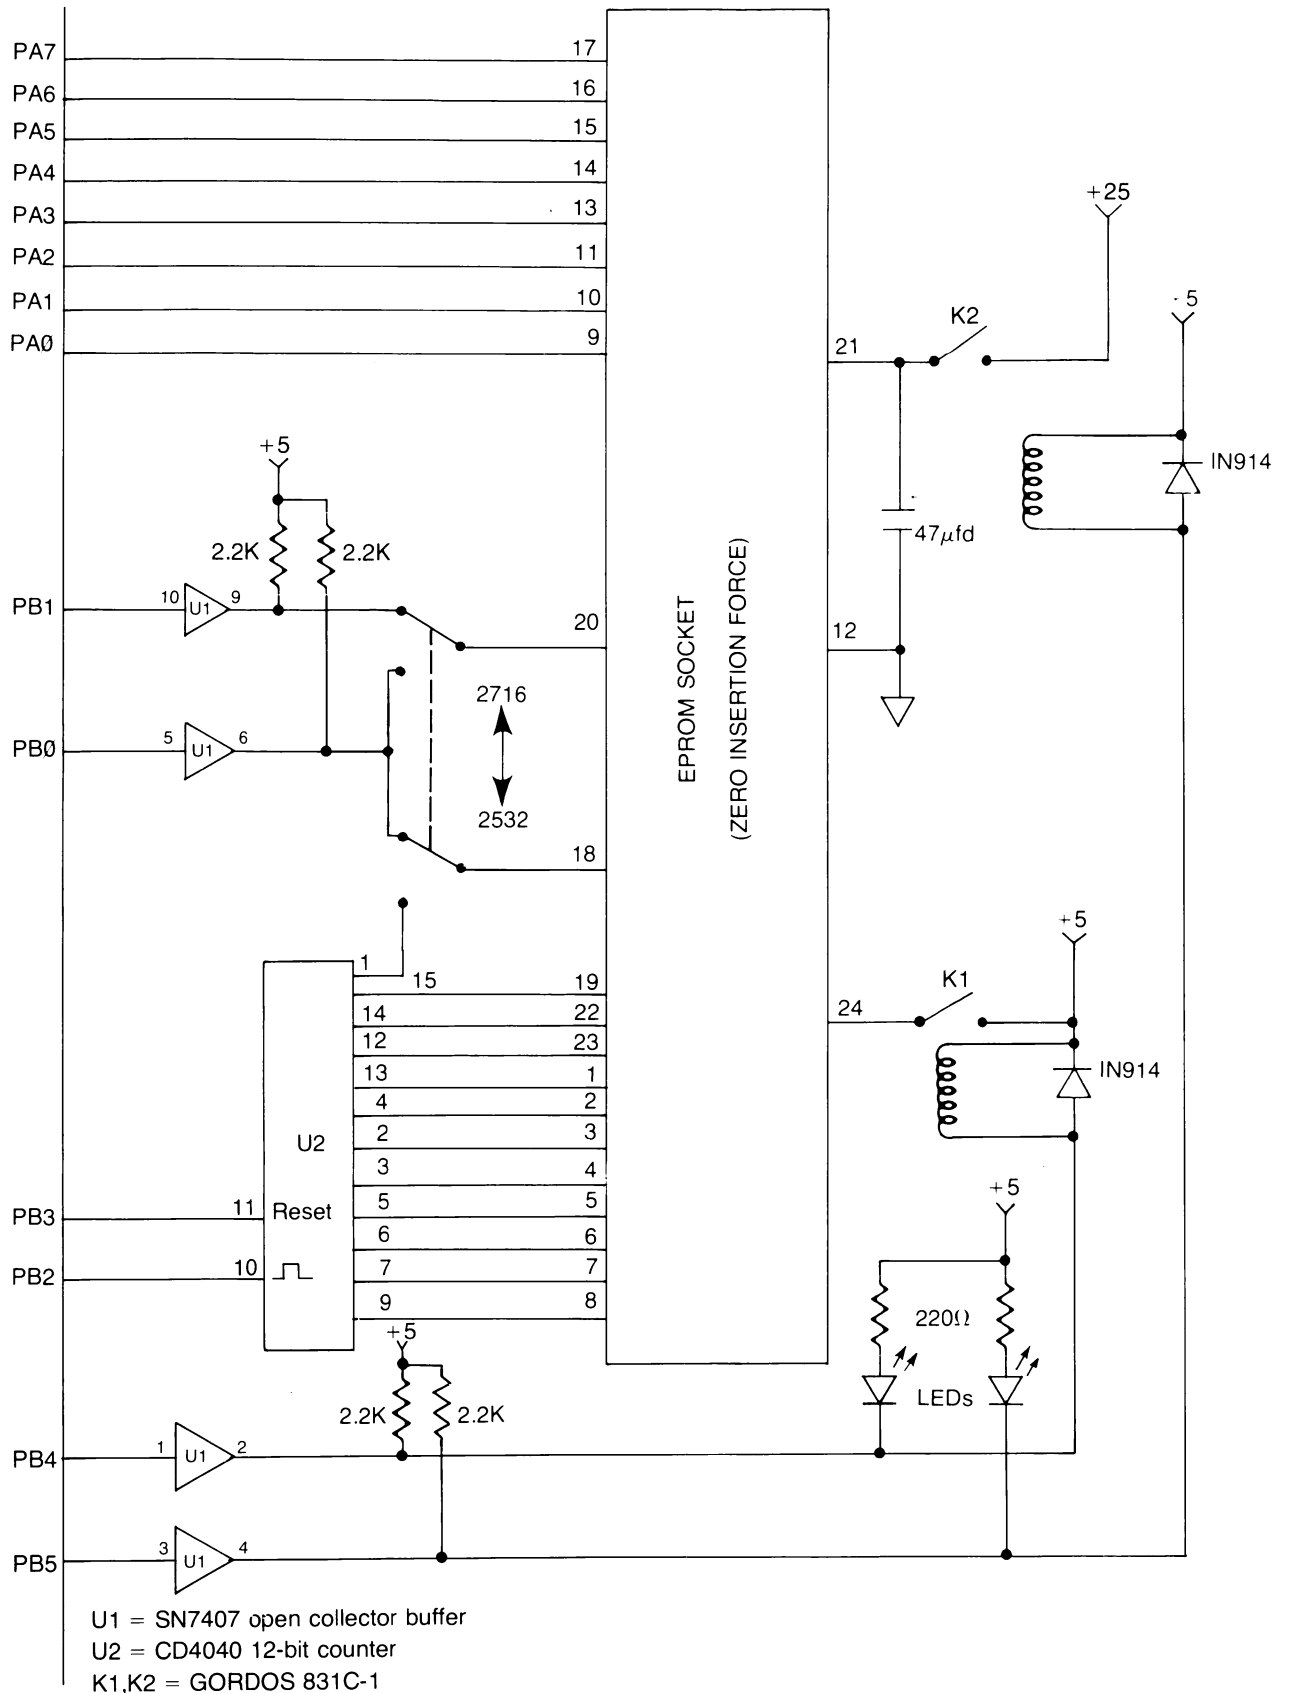 PA7 17
PA6 16
PA5 15
PA4 14
PA3 13
PA2 11
PA1 10
PAØ 9
+25
5
K2
21
IN914
47µfd
+5
2.2K 2.2K
PB1 10 U1 9
20
12
2716
PBØ 5 U1 6
2532
18
EPROM SOCKET
(ZERO INSERTION FORCE)
+5
K1
24
IN914
1
15 19
14 22
12 23
13 1
4 2
2 3
3 4
5 5
6 6
7 7
9 8
U2
PB3 11 Reset
PB2 10
+5
220Ω
LEDs
+5
2.2K 2.2K
PB4 1 U1 2
PB5 3 U1 4
U1 = SN7407 open collector buffer
U2 = CD4040 12-bit counter
K1,K2 = GORDOS 831C-1